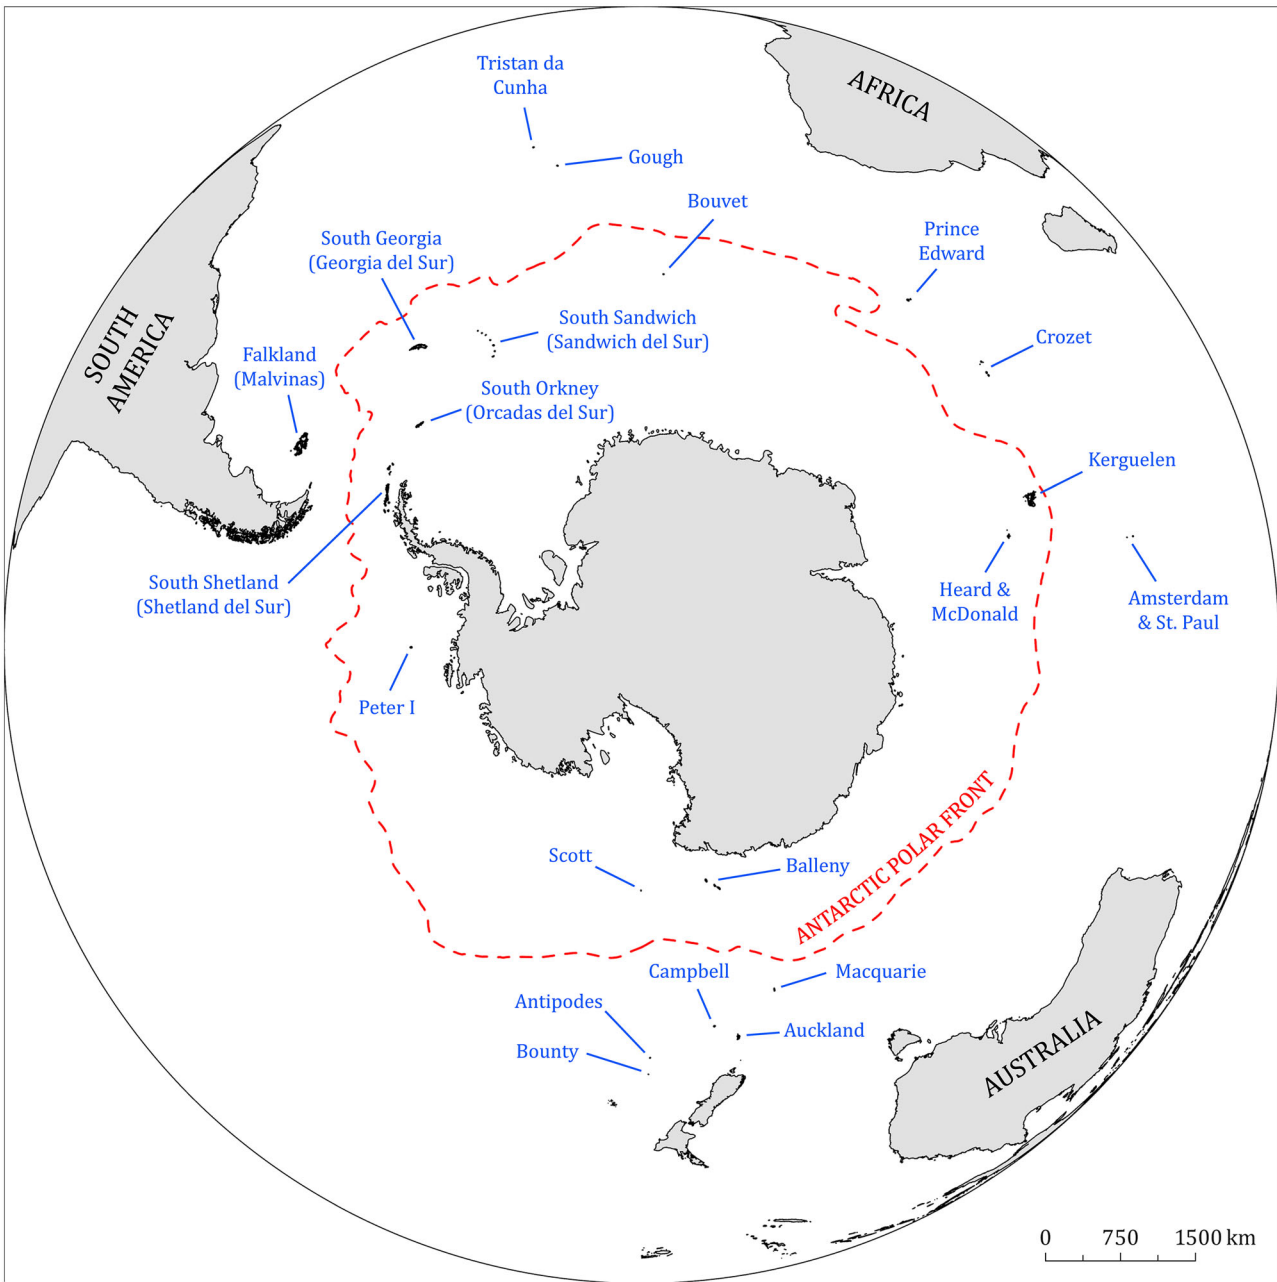 Tristan da
Cunha
AFRICA
Gough
Bouvet
South Georgia
(Georgia del Sur)
Prince
Edward
South Sandwich
(Sandwich del Sur)
SOUTH
AMERICA
Falkland
(Malvinas)
Crozet
South Orkney
(Orcadas del Sur)
Kerguelen
South Shetland
(Shetland del Sur)
Heard &
McDonald
Amsterdam
& St. Paul
Peter I
ANTARCTIC POLAR FRONT
Scott
Balleny
Campbell
Macquarie
Antipodes
Auckland
Bounty
AUSTRALIA
0 750 1500 km